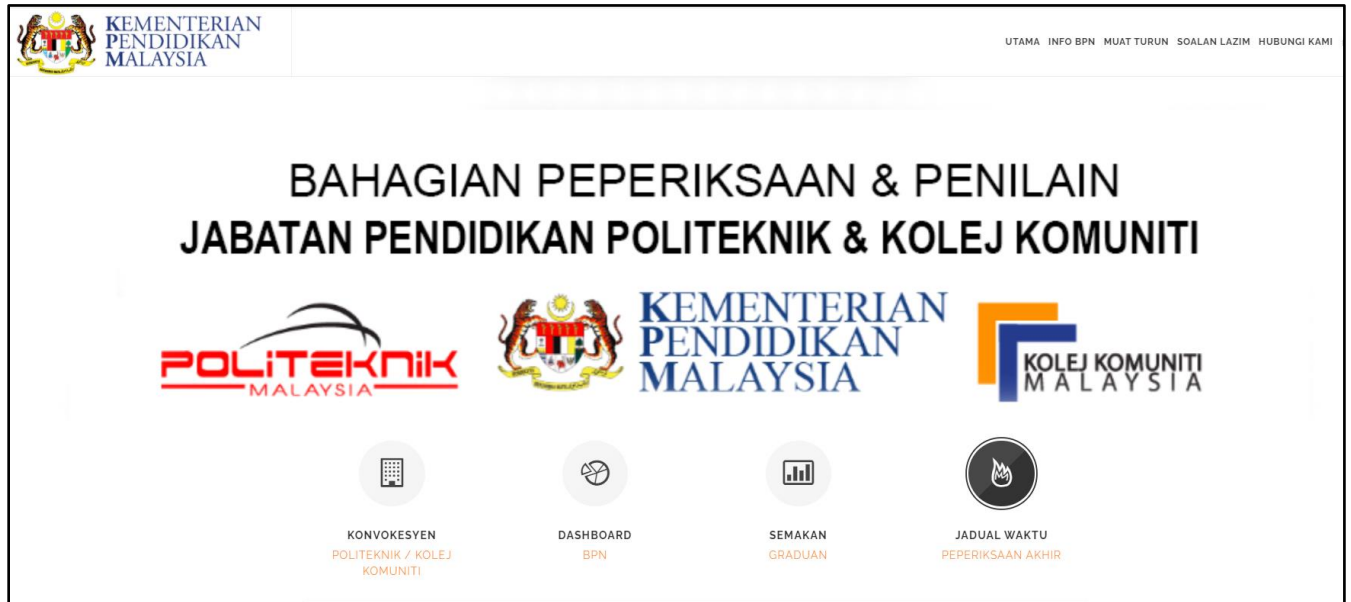 KEMENTERIAN
PENDIDIKAN
MALAYSIA
UTAMA INFO BPN MUAT TURUN SOALAN LAZIM HUBUNGI KAMI
BAHAGIAN PEPERIKSAAN & PENILAIN
JABATAN PENDIDIKAN POLITEKNIK & KOLEJ KOMUNITI
POLITEKNIK
MALAYSIA
KEMENTERIAN
PENDIDIKAN
MALAYSIA
KOLEJ KOMUNITI
MALAYSIA
KONVOKESYEN
POLITEKNIK / KOLEJ
KOMUNITI
DASHBOARD
BPN
SEMAKAN
GRADUAN
JADUAL WAKTU
PEPERIKSAAN AKHIR